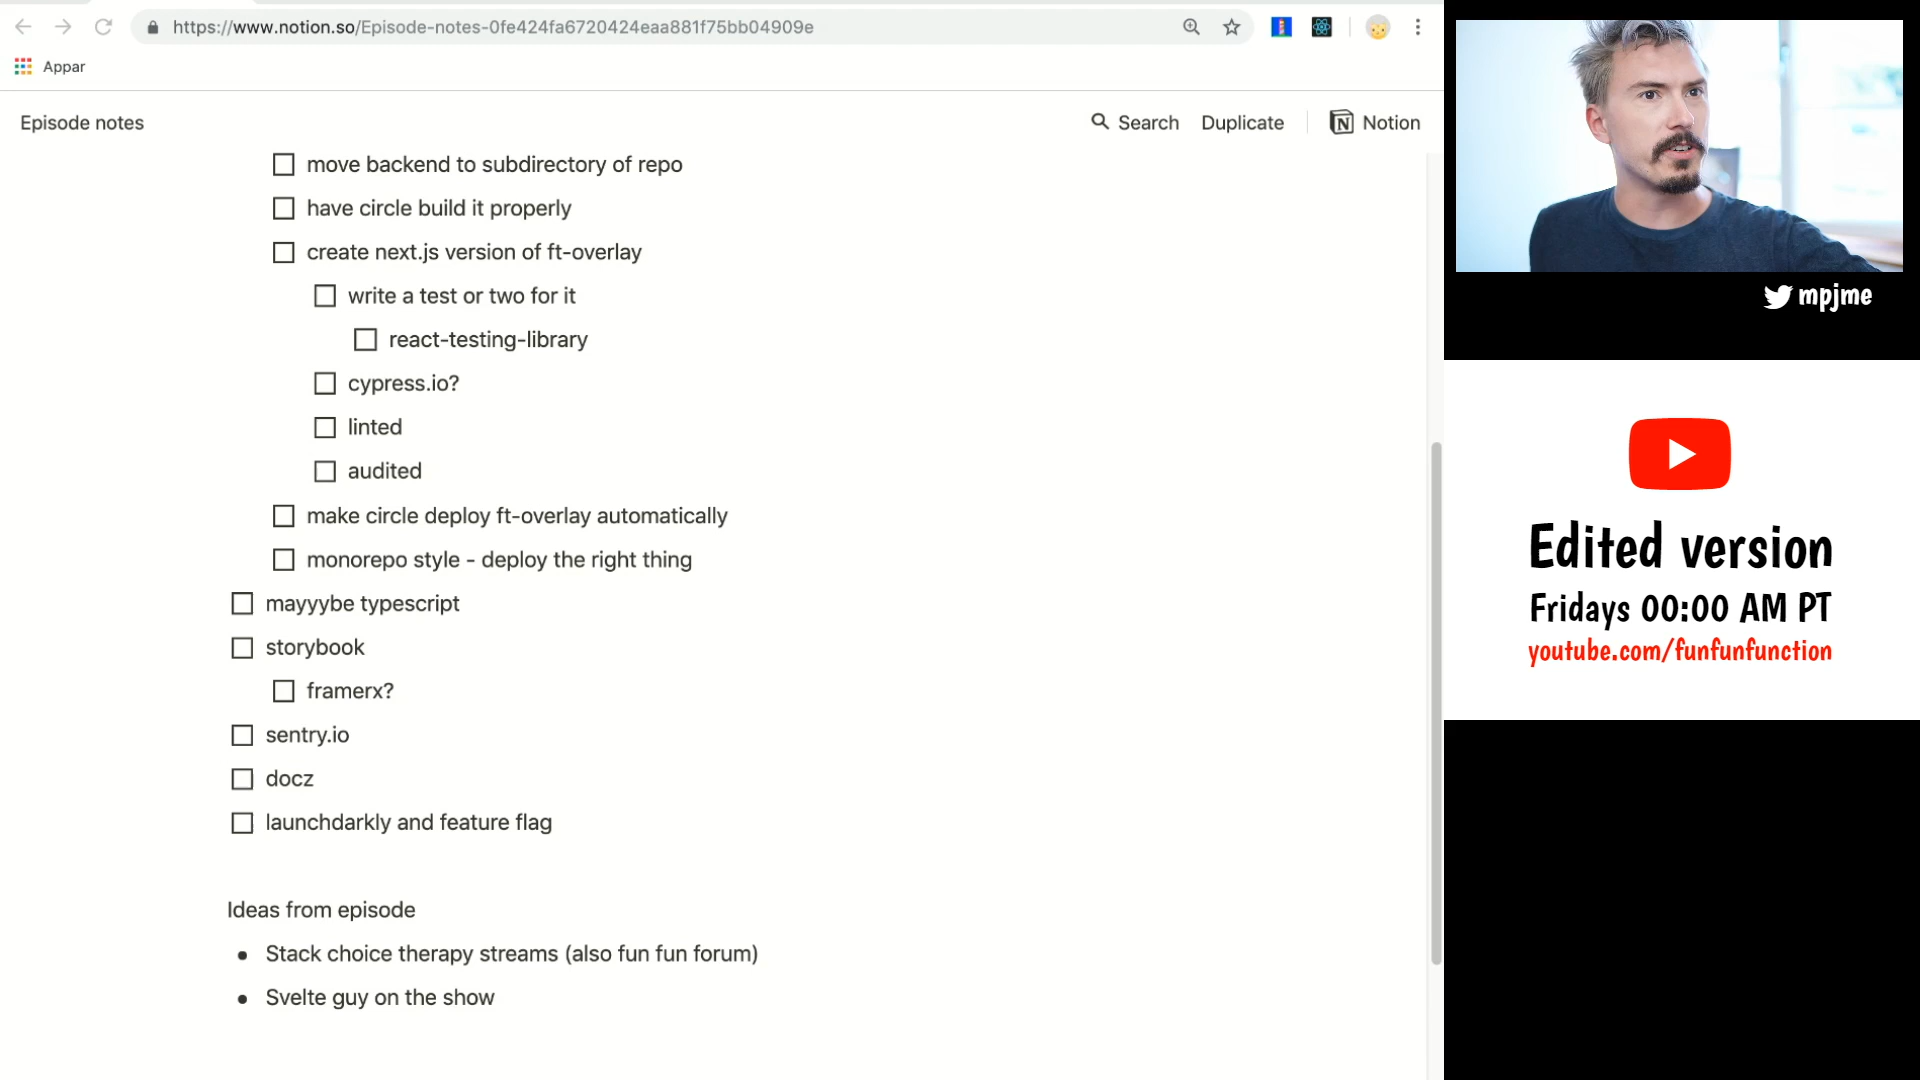 https://www.notion.so/Episode-notes-0fe424fa6720424eaa881f75bb04909e
Appar
Episode notes
Search Duplicate Notion
move backend to subdirectory of repo
have circle build it properly
create next.js version of ft-overlay
write a test or two for it
react-testing-library
cypress.io?
linted
audited
make circle deploy ft-overlay automatically
monorepo style - deploy the right thing
mayyybe typescript
storybook
framerx?
sentry.io
docz
launchdarkly and feature flag
Ideas from episode
Stack choice therapy streams (also fun fun forum)
Svelte guy on the show
mpjme
Edited version
Fridays 00:00 AM PT
youtube.com/funfunfunction